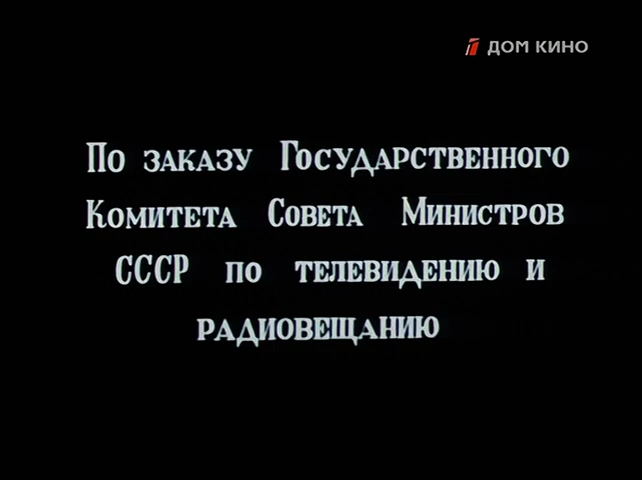 ДОМ КИНО
По заказу Государственного
Комитета Совета Министров
СССР по телевидению и
радиовещанию